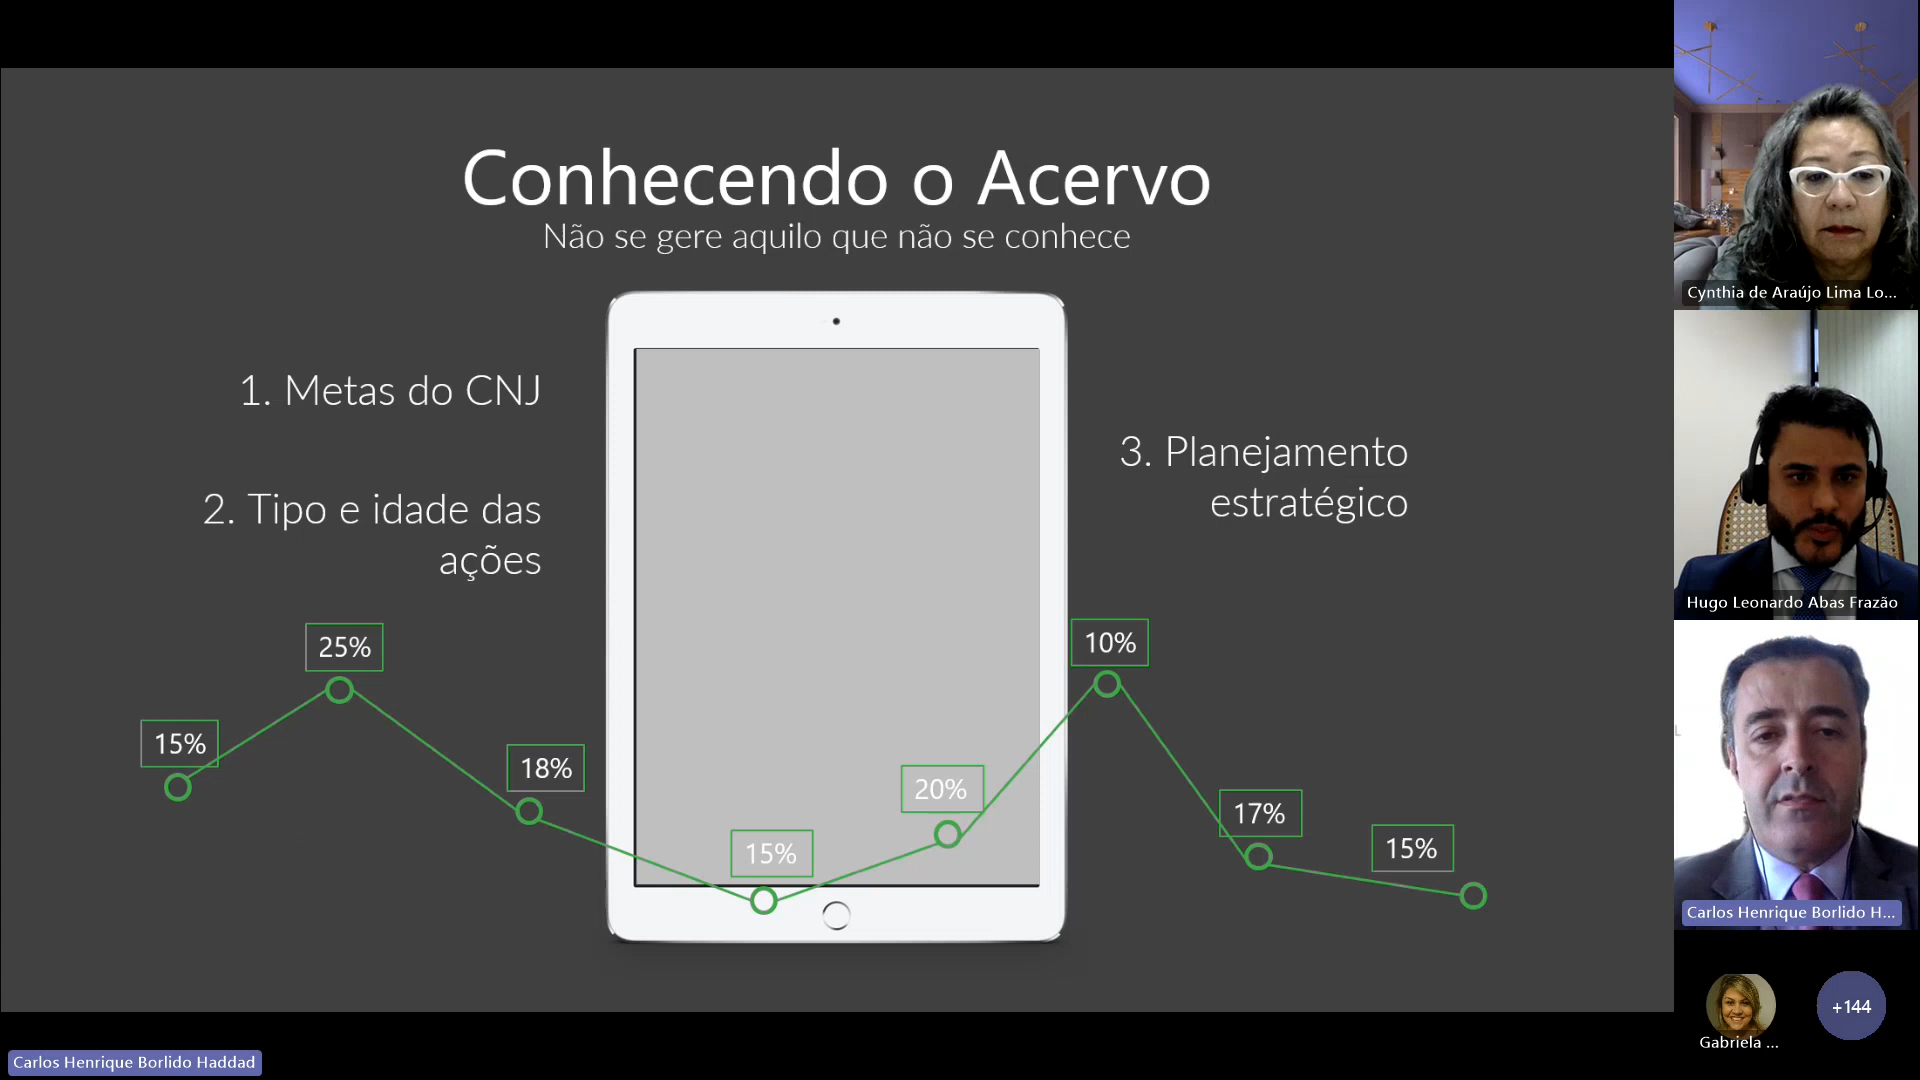 Conhecendo o Acervo
Não se gere aquilo que não se conhece
1. Metas do CNJ
2. Tipo e idade das
ações
3. Planejamento
estratégico
15%
25%
18%
15%
20%
10%
17%
15%
Cynthia de Araújo Lima Lo...
Hugo Leonardo Abas Frazão
L
Carlos Henrique Borlido H...
Gabriela ...
+144
Carlos Henrique Borlido Haddad